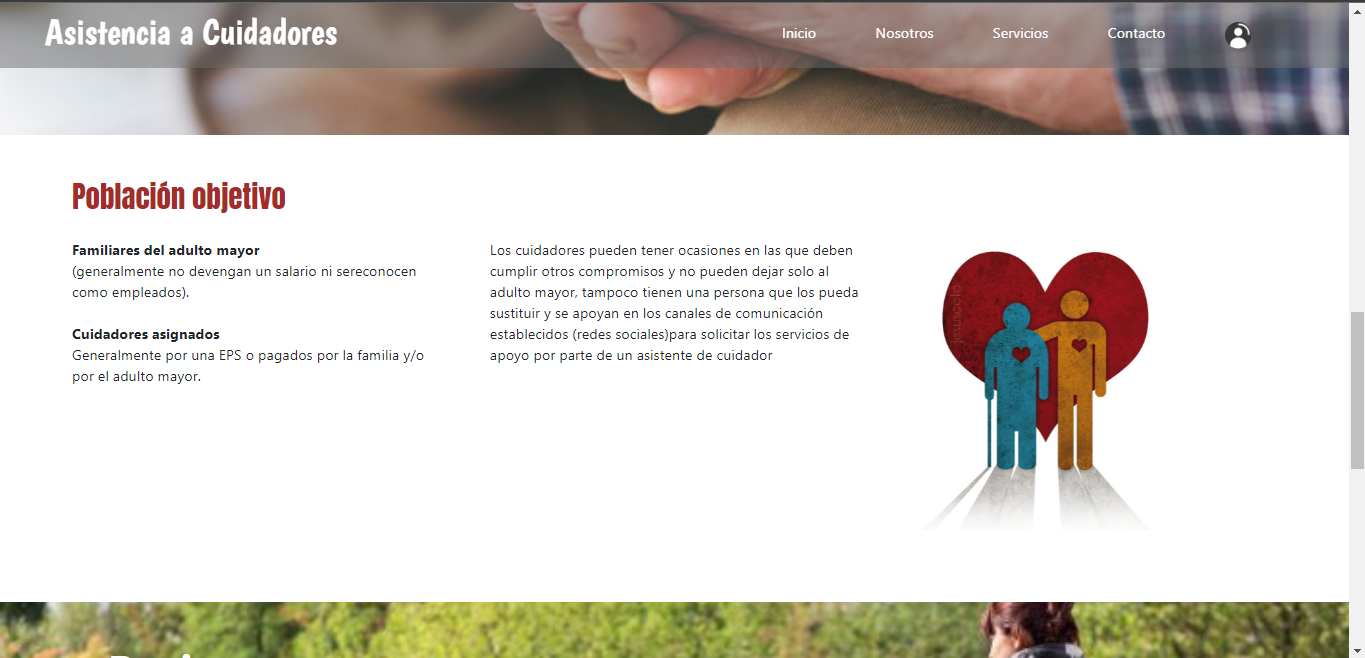 Asistencia a Cuidadores
Inicio
Nosotros
Servicios
Contacto
Población objetivo
Familiares del adulto mayor
(generalmente no devengan un salario ni sereconocen
como empleados).
Cuidadores asignados
Generalmente por una EPS o pagados por la familia y/o
por el adulto mayor.
Los cuidadores pueden tener ocasiones en las que deben
cumplir otros compromisos y no pueden dejar solo al
adulto mayor, tampoco tienen una persona que los pueda
sustituir y se apoyan en los canales de comunicación
establecidos (redes sociales)para solicitar los servicios de
apoyo por parte de un asistente de cuidador